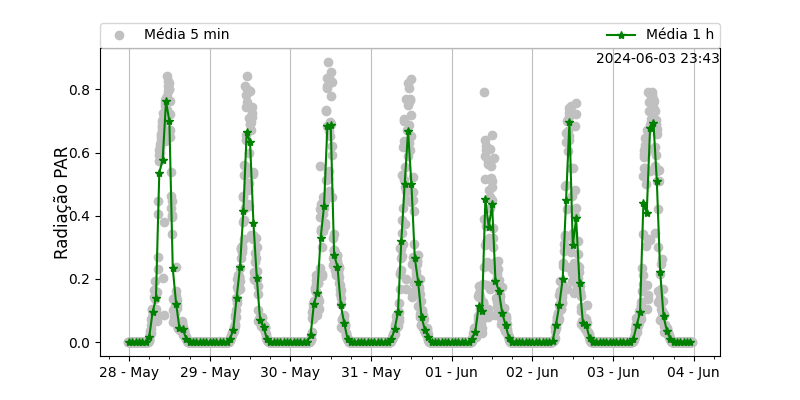 Média 5 min
Média 1 h
2024-06-03 23:43
Radiação PAR
0.8
0.6
0.4
0.2
0.0
28 - May
29 - May
30 - May
31 - May
01 - Jun
02 - Jun
03 - Jun
04 - Jun